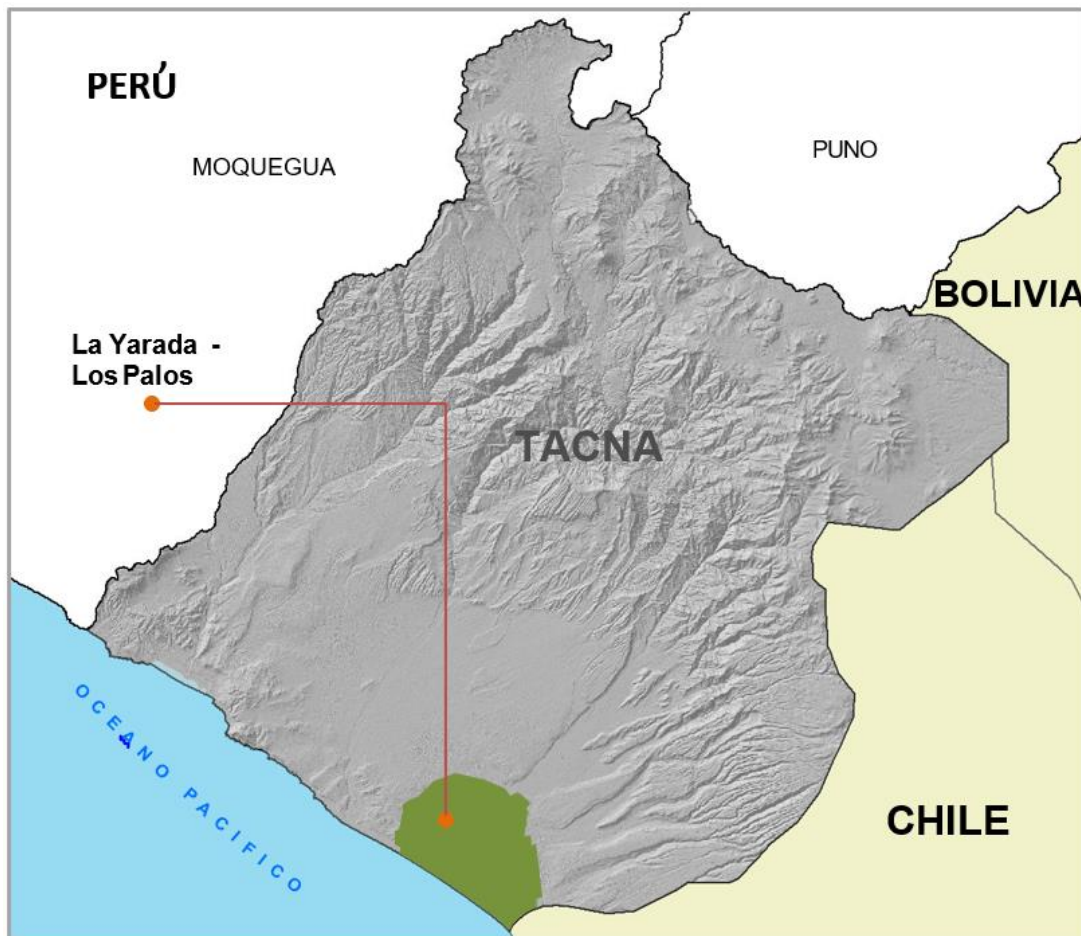 PERÚ
MOQUEGUA
PUNO
BOLIVIA
La Yarada -
Los Palos
TACNA
OCEANO PACIFICO
CHILE